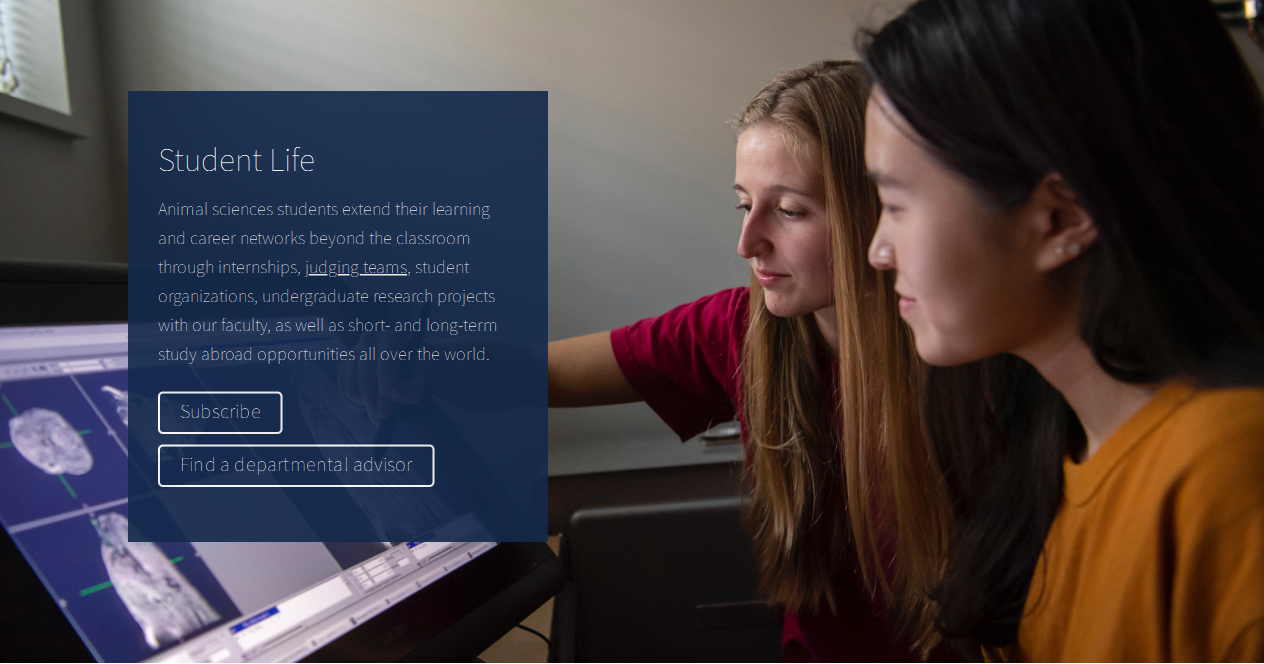 Student Life
Animal sciences students extend their learning
and career networks beyond the classroom
through internships, judging teams, student
organizations, undergraduate research projects
with our faculty, as well as short- and long-term
study abroad opportunities all over the world.
Subscribe
Find a departmental advisor